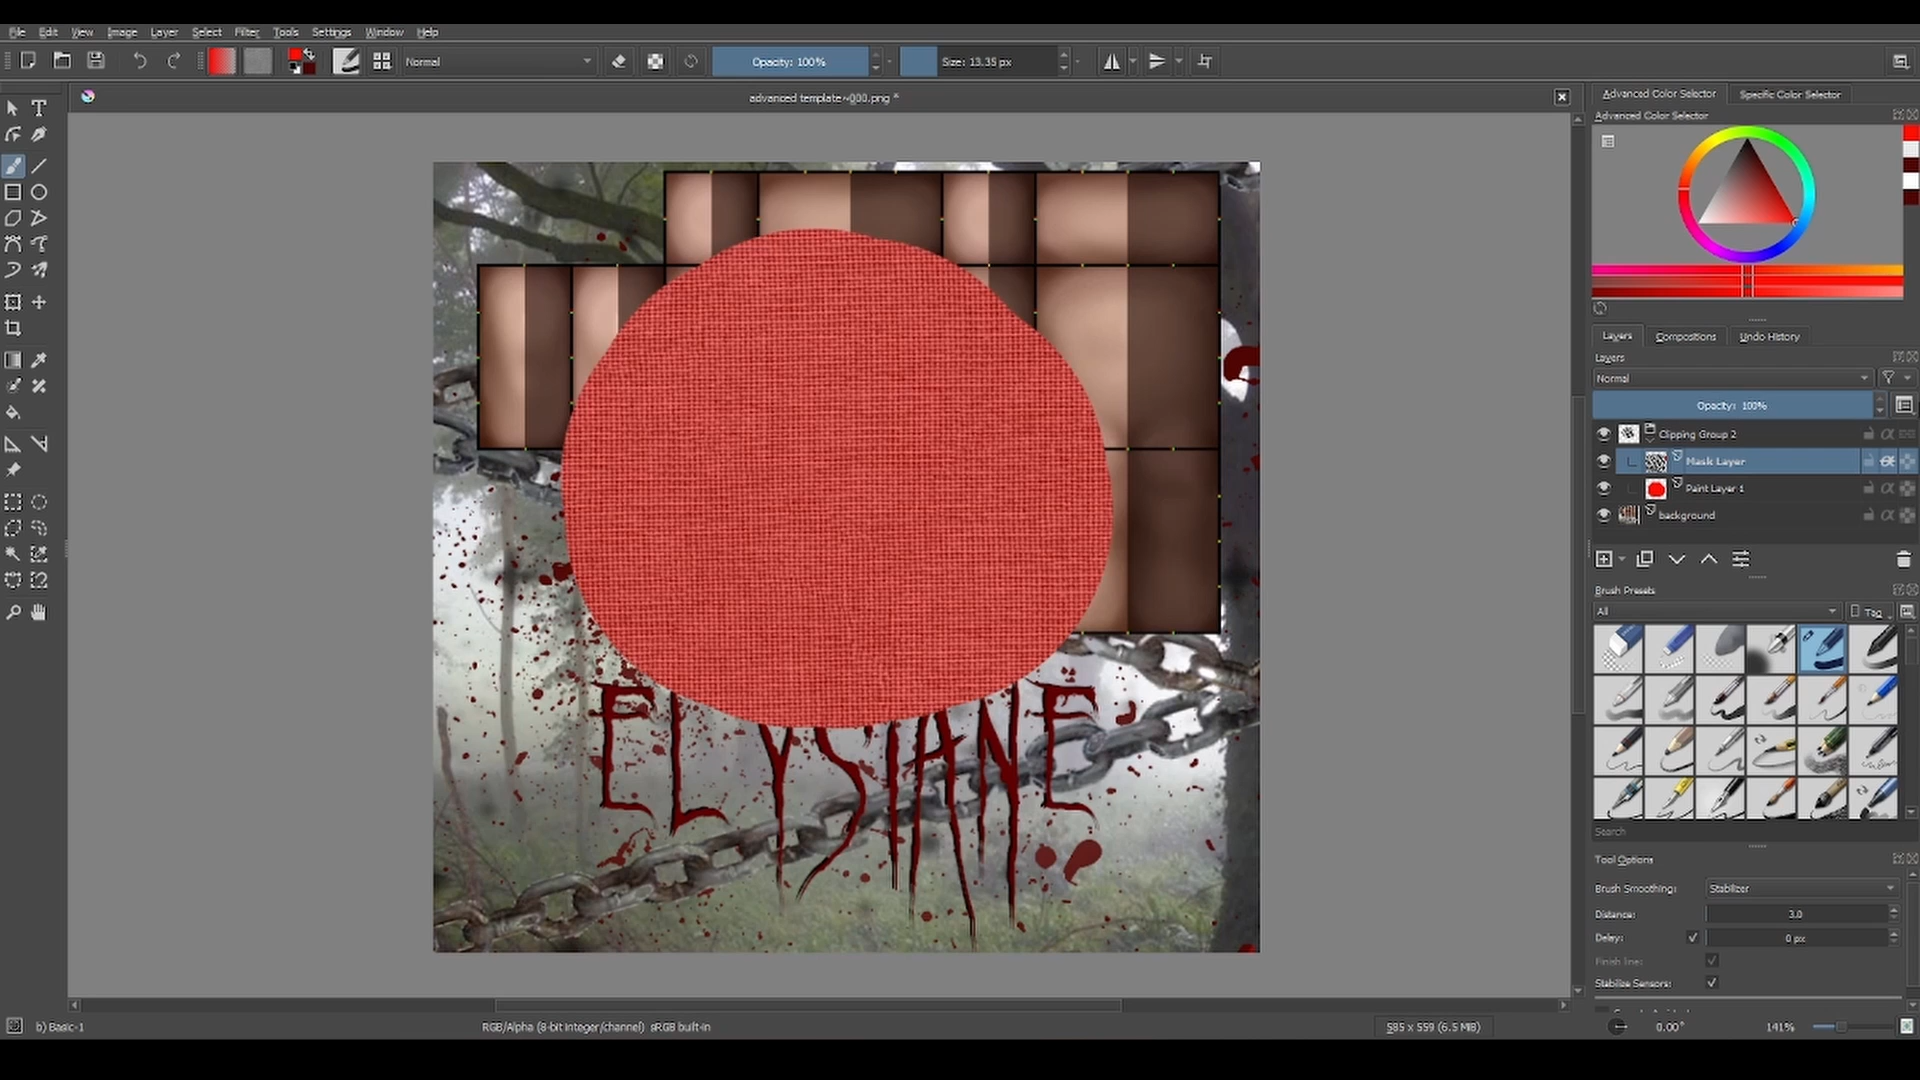 File Edit View Image Layer Select Filter Tools Settings Window Help
Normal Opacity: 100% Size: 13.35 px
advanced template~000.png *
Advanced Color Selector Specific Color Selector
Advanced Color Selector
Layers Compositions Undo History
Layers
Normal
Opacity: 100%
Clipping Group 2
Mask Layer
Paint Layer 1
background
Brush Presets
All Tag
Search
Tool Options
Brush Smoothing: Stabilizer
Distance: 3.0
Delay: 0 px
Finish line:
Stabilize Sensors:
ELYSIANE
b) Basic-1 RGB/Alpha (8-bit integer/channel) sRGB built-in 585 x 559 (6.5 MiB) 0.00° 141%